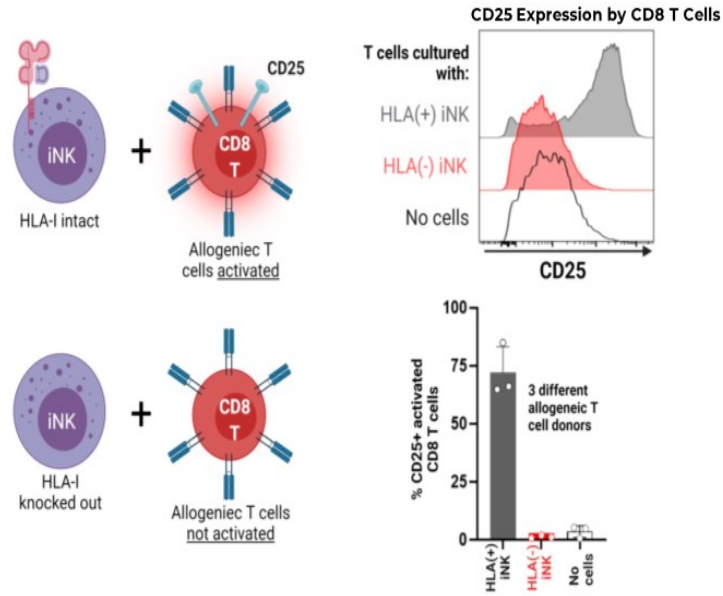 CD25 Expression by CD8 T Cells
CD25
iNK
+
CD8
T
HLA-I intact
Allogeniec T
cells activated
T cells cultured
with:
HLA(+) iNK
HLA(-) iNK
No cells
CD25
iNK
+
CD8
T
HLA-I
knocked out
Allogeniec T cells
not activated
% CD25+ activated
CD8 T cells
100
75
50
25
0
3 different
allogeneic T
cell donors
HLA(+)
iNK
HLA(-)
iNK
No
cells